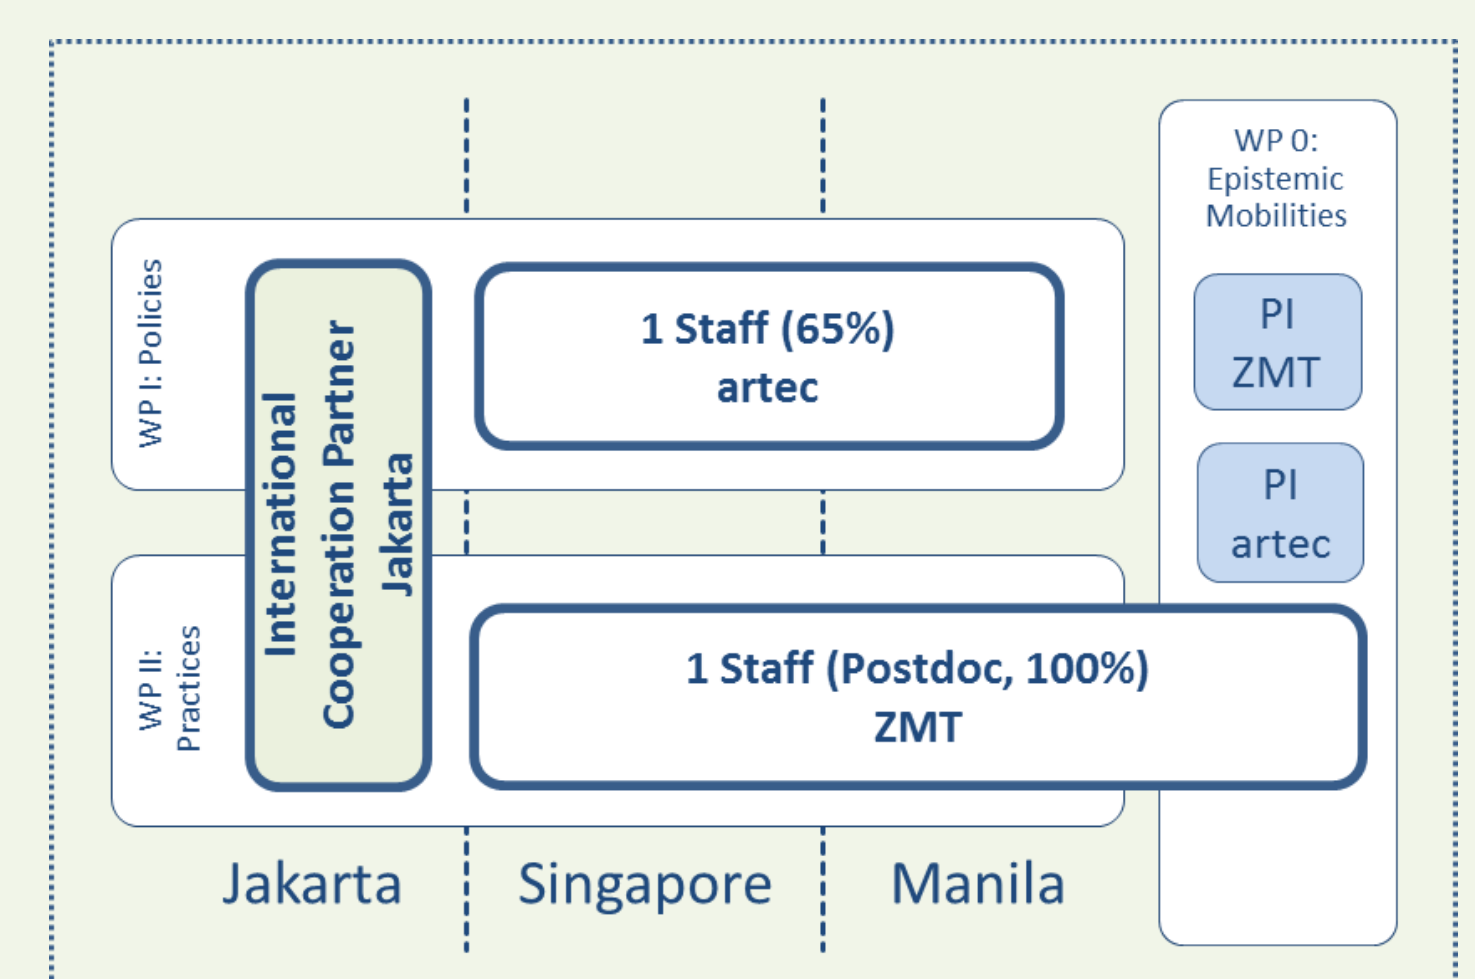 WP 0:
Epistemic
Mobilities
PI
ZMT
PI
artec
WP I: Policies
International
Cooperation Partner
Jakarta
1 Staff (65%)
artec
WP II:
Practices
1 Staff (Postdoc, 100%)
ZMT
Jakarta
Singapore
Manila